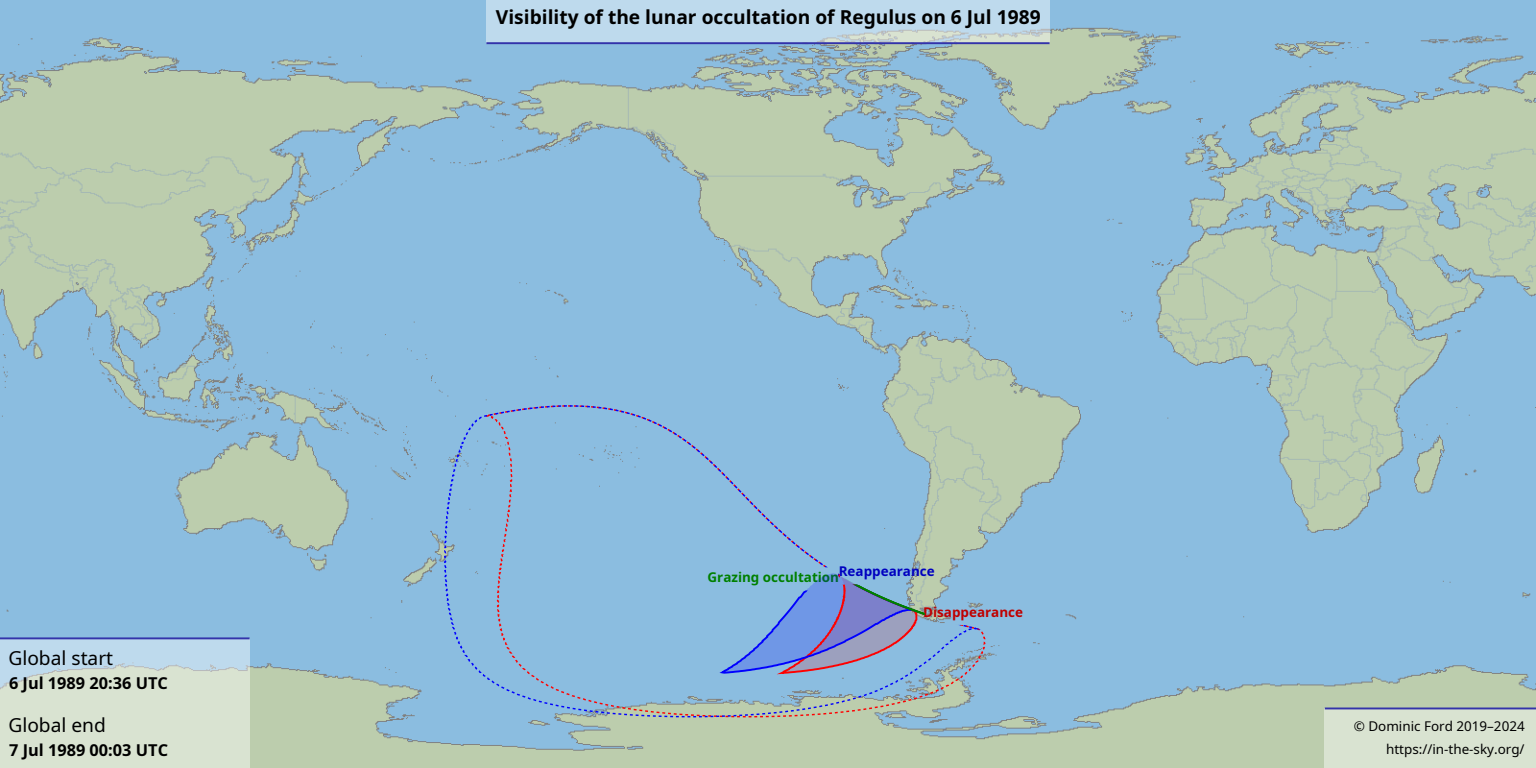 Visibility of the lunar occultation of Regulus on 6 Jul 1989
Reappearance
Grazing occultation
Disappearance
Global start
6 Jul 1989 20:36 UTC
Global end
7 Jul 1989 00:03 UTC
© Dominic Ford 2019–2024
https://in-the-sky.org/